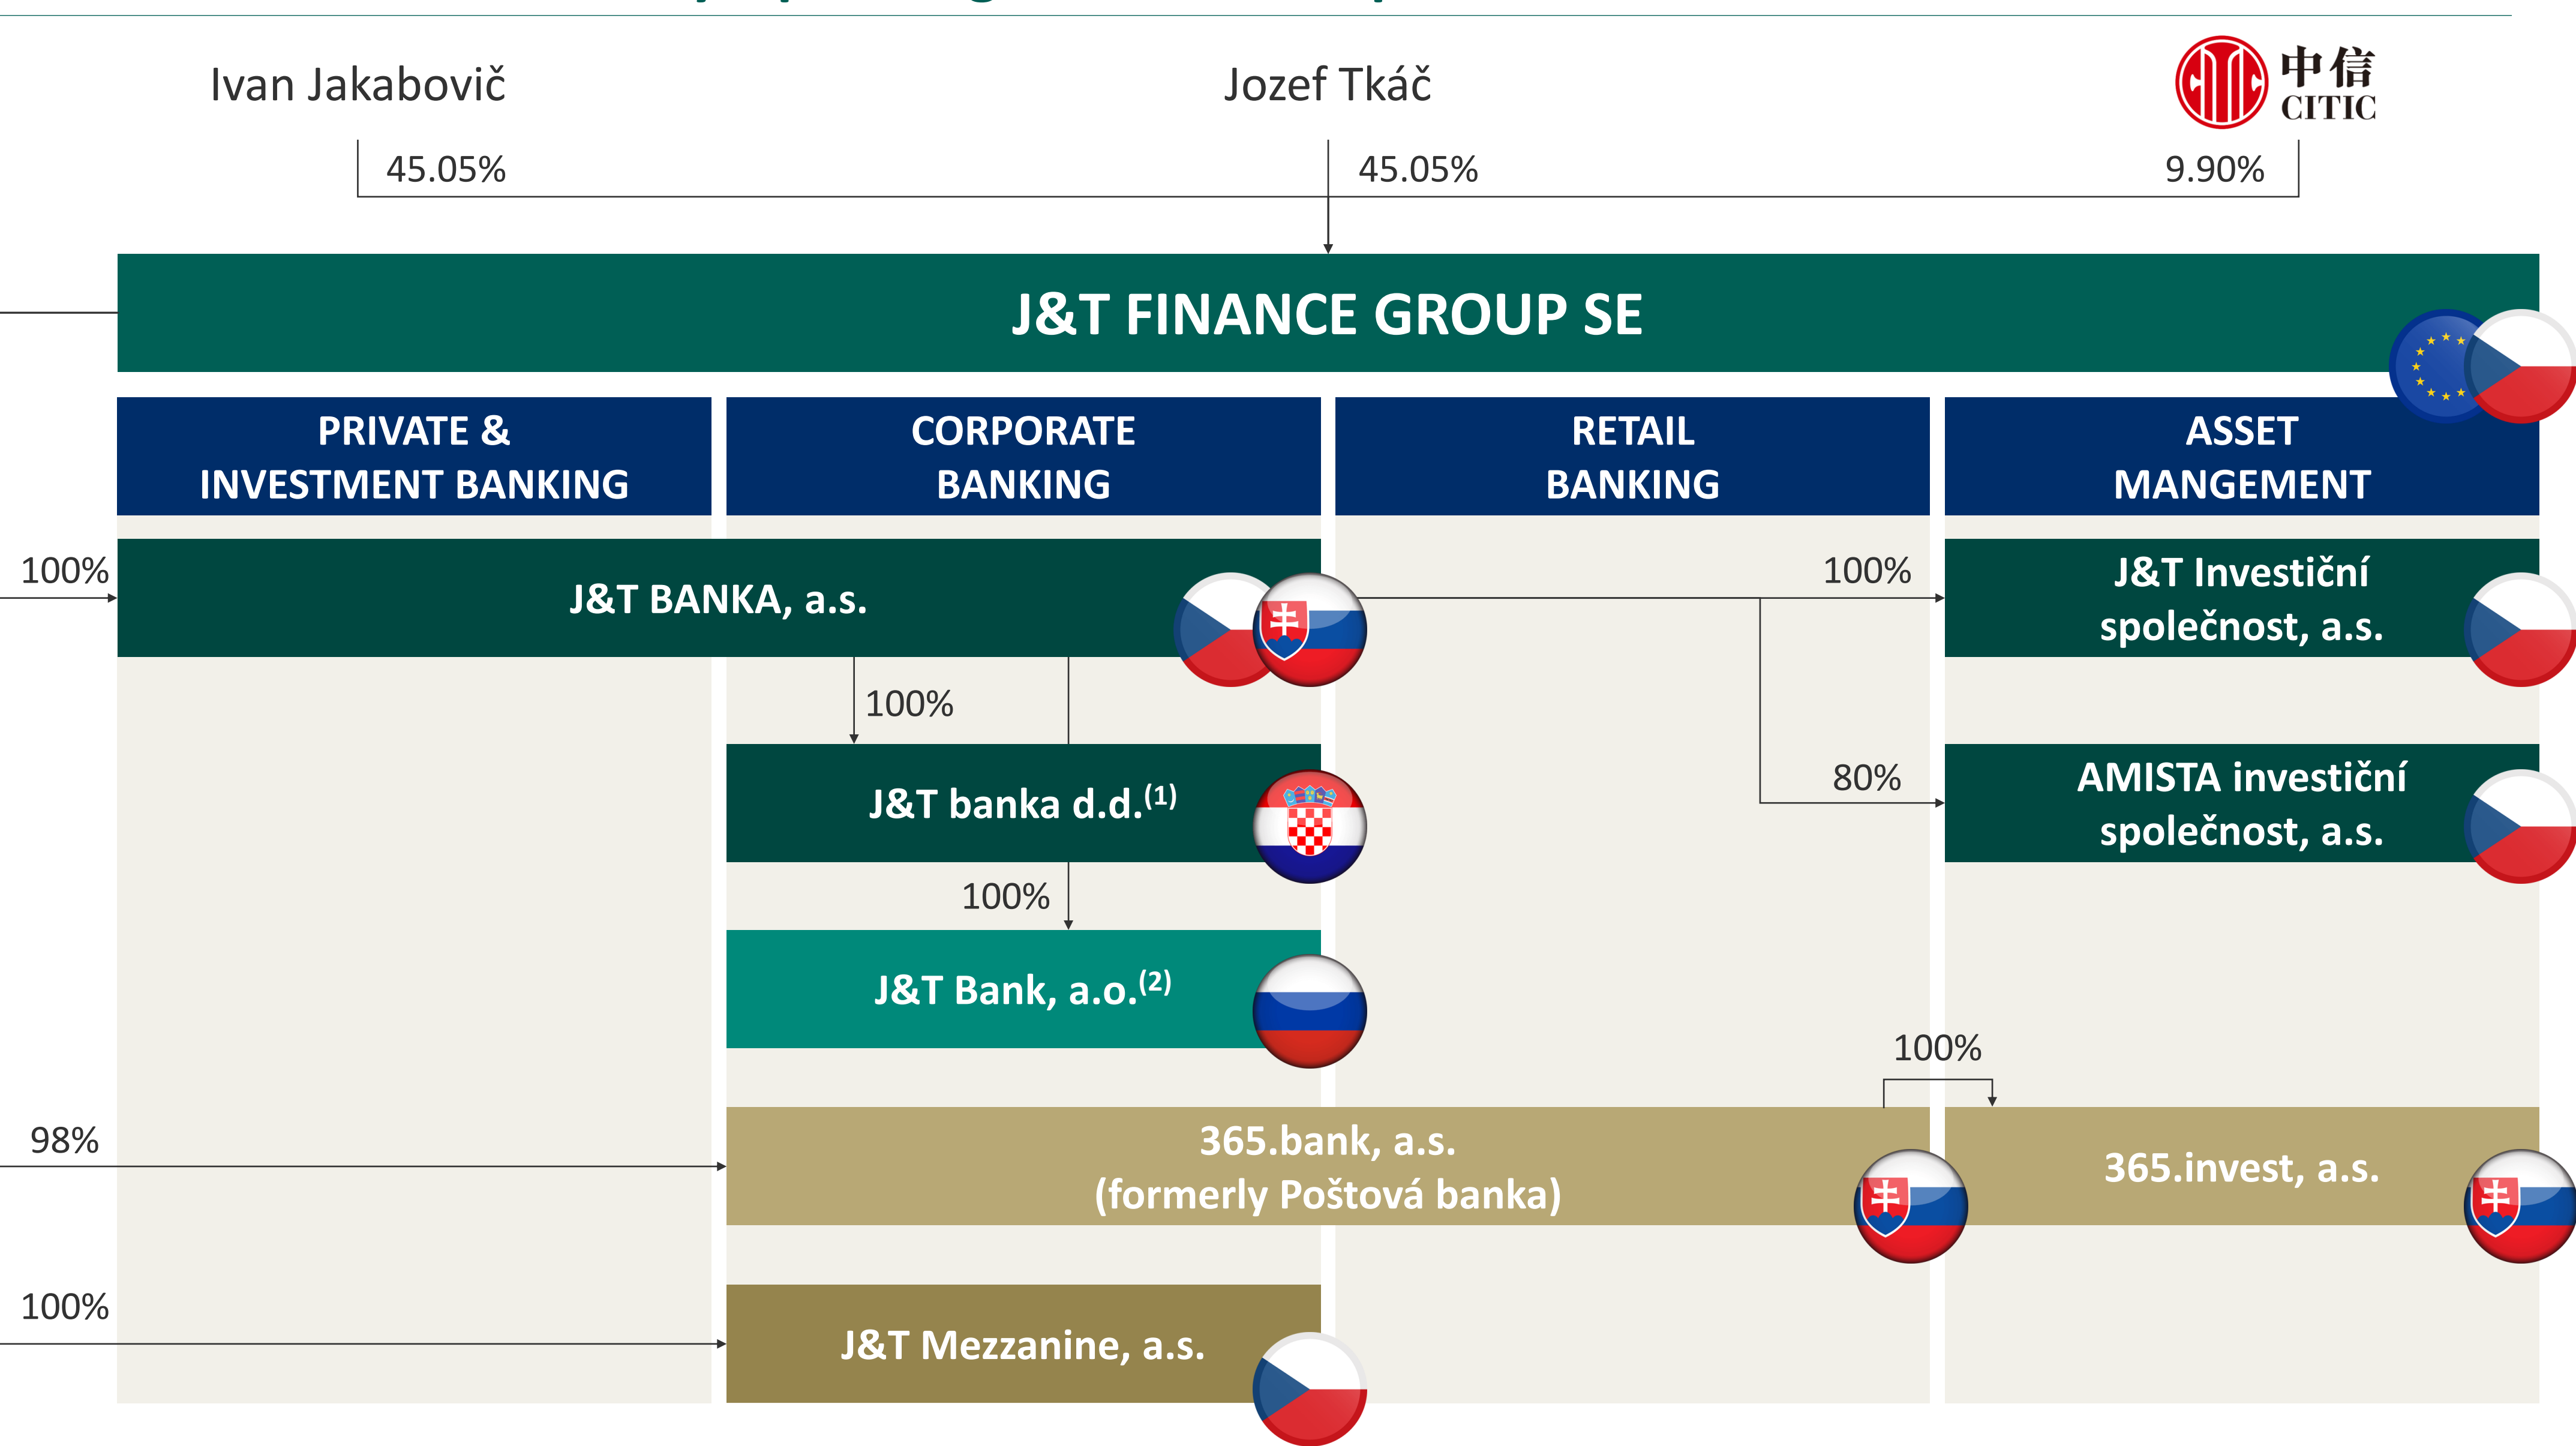 Ivan Jakabovič
Jozef Tkáč
中信
CITIC
45.05%
45.05%
9.90%
J&T FINANCE GROUP SE
PRIVATE &
INVESTMENT BANKING
CORPORATE
BANKING
RETAIL
BANKING
ASSET
MANGEMENT
100%
J&T BANKA, a.s.
100%
J&T Investiční
společnost, a.s.
100%
J&T banka d.d.(1)
80%
AMISTA investiční
společnost, a.s.
100%
J&T Bank, a.o.(2)
100%
98%
365.bank, a.s.
(formerly Poštová banka)
365.invest, a.s.
100%
J&T Mezzanine, a.s.